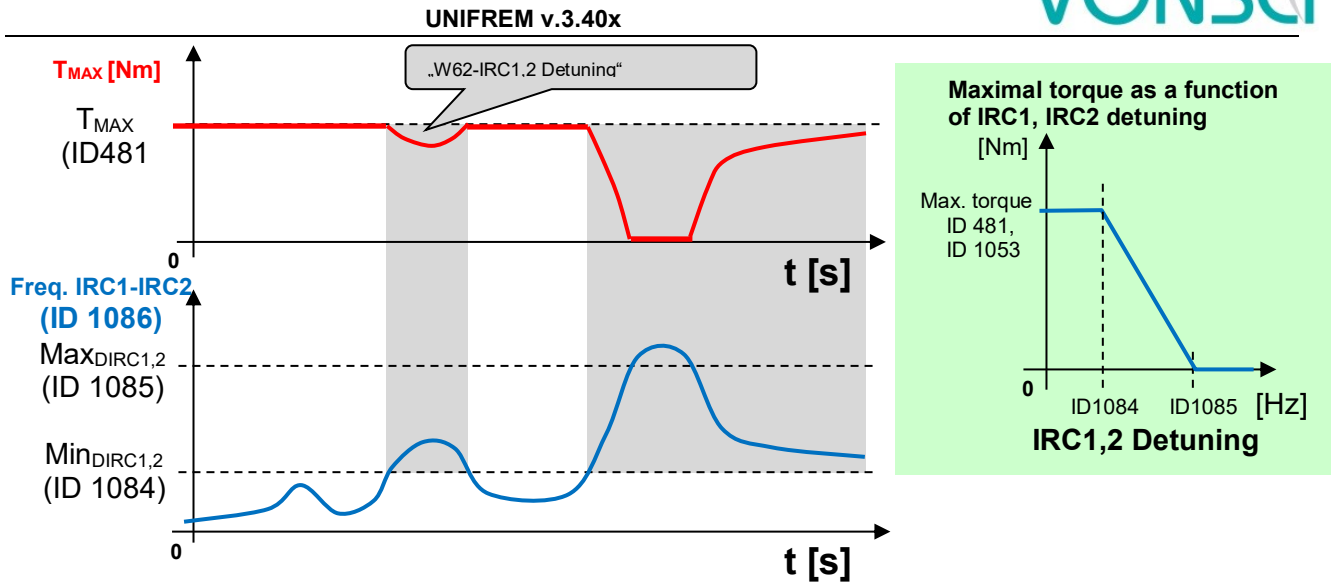 UNIFREM v.3.40x
VONSCH
TMAX [Nm]
„W62-IRC1,2 Detuning“
TMAX
(ID481
0
t [s]
Freq. IRC1-IRC2
(ID 1086)
MaxDIRC1,2
(ID 1085)
MinDIRC1,2
(ID 1084)
0
t [s]
Maximal torque as a function
of IRC1, IRC2 detuning
[Nm]
Max. torque
ID 481,
ID 1053
0
ID1084 ID1085 [Hz]
IRC1,2 Detuning